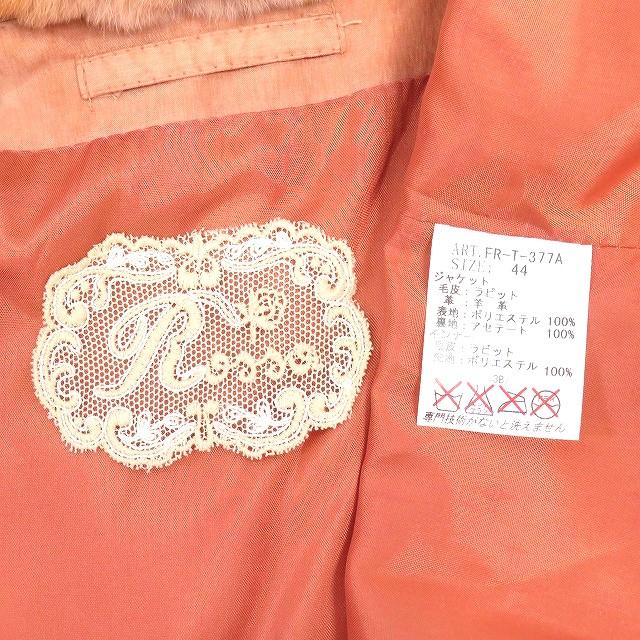 Rosso
ART.FR-T-377A
SIZE: 44
ジャケット
毛皮：ラビット
革：羊 革
表地：ポリエステル 100%
裏地：アセテート 100%
：ラビット
：ポリエステル 100%
3B
専門技術がないと洗えません